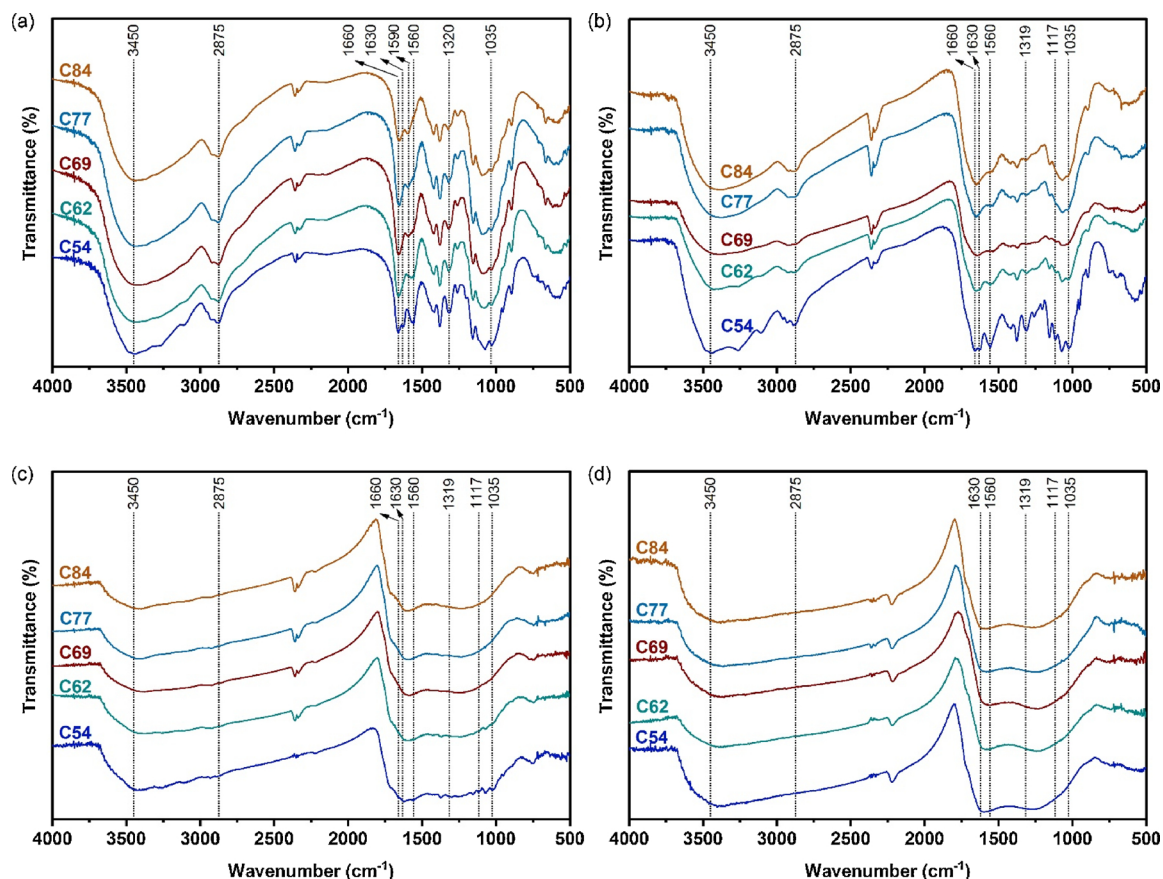 (a)
3450
2875
1660
1630
1590
1560
1320
1035
C84
C77
C69
C62
C54
Transmittance (%)
4000 3500 3000 2500 2000 1500 1000 500
Wavenumber (cm⁻¹)
(b)
3450
2875
1660
1630
1560
1319
1117
1035
C84
C77
C69
C62
C54
Transmittance (%)
4000 3500 3000 2500 2000 1500 1000 500
Wavenumber (cm⁻¹)
(c)
3450
2875
1660
1630
1560
1319
1117
1035
C84
C77
C69
C62
C54
Transmittance (%)
4000 3500 3000 2500 2000 1500 1000 500
Wavenumber (cm⁻¹)
(d)
3450
2875
1630
1560
1319
1117
1035
C84
C77
C69
C62
C54
Transmittance (%)
4000 3500 3000 2500 2000 1500 1000 500
Wavenumber (cm⁻¹)